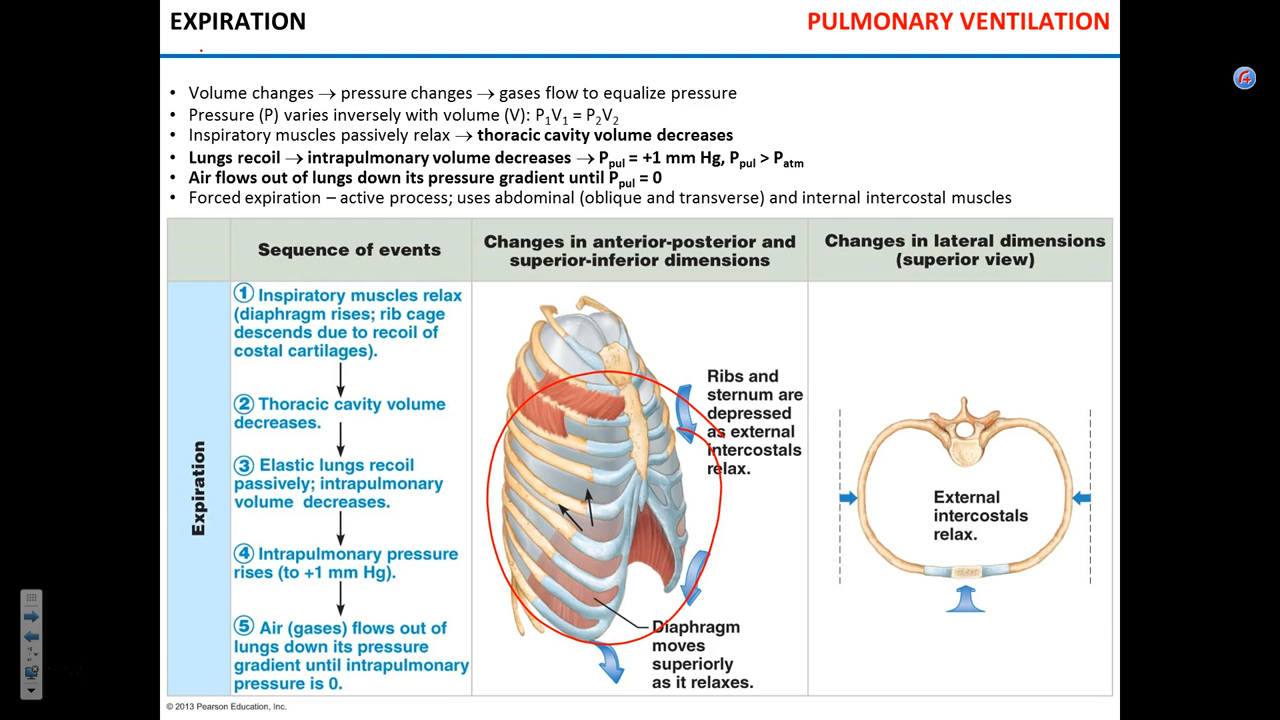 EXPIRATION
PULMONARY VENTILATION
• Volume changes → pressure changes → gases flow to equalize pressure
• Pressure (P) varies inversely with volume (V): P₁V₁ = P₂V₂
• Inspiratory muscles passively relax → thoracic cavity volume decreases
• Lungs recoil → intrapulmonary volume decreases → Ppul = +1 mm Hg, Ppul > Patm
• Air flows out of lungs down its pressure gradient until Ppul = 0
• Forced expiration – active process; uses abdominal (oblique and transverse) and internal intercostal muscles
Sequence of events
Changes in anterior-posterior and
superior-inferior dimensions
Changes in lateral dimensions
(superior view)
Expiration
① Inspiratory muscles relax
(diaphragm rises; rib cage
descends due to recoil of
costal cartilages).
② Thoracic cavity volume
decreases.
③ Elastic lungs recoil
passively; intrapulmonary
volume decreases.
④ Intrapulmonary pressure
rises (to +1 mm Hg).
⑤ Air (gases) flows out of
lungs down its pressure
gradient until intrapulmonary
pressure is 0.
Ribs and
sternum are
depressed
as external
intercostals
relax.
Diaphragm
moves
superiorly
as it relaxes.
External
intercostals
relax.
© 2013 Pearson Education, Inc.